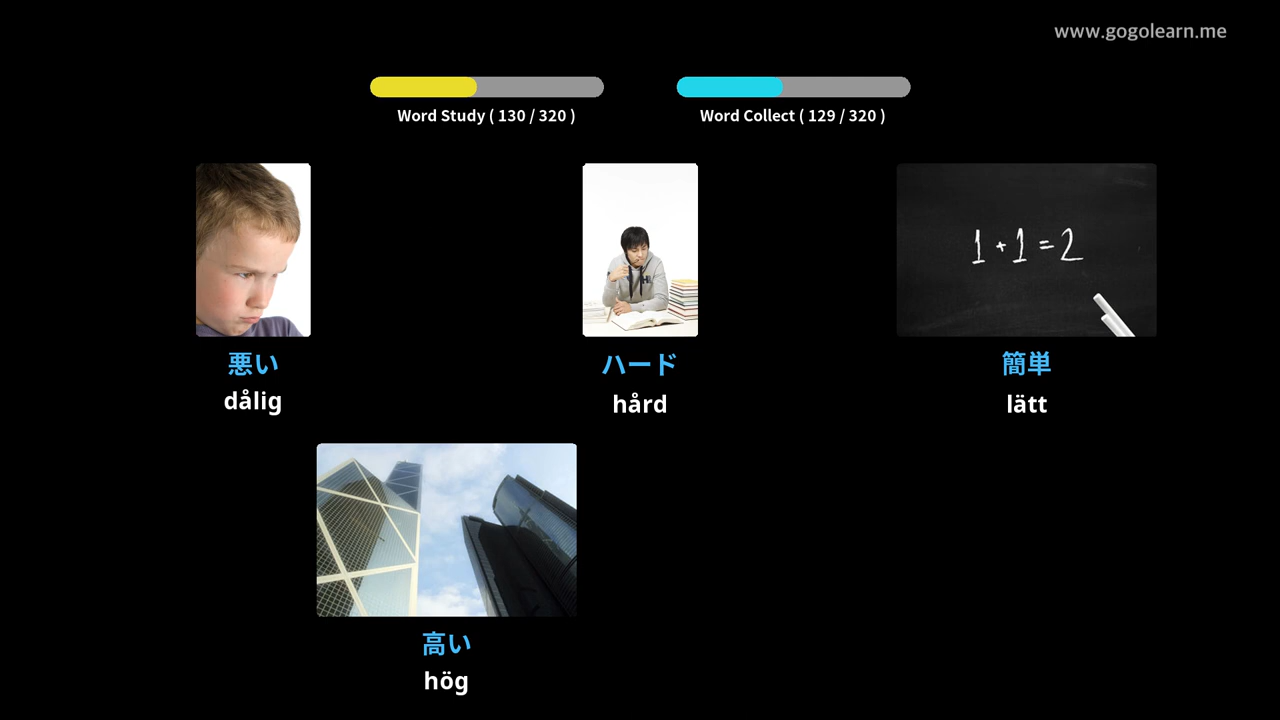 www.gogolearn.me
Word Study ( 130 / 320 )
Word Collect ( 129 / 320 )
1 + 1 = 2
悪い
dålig
ハード
hård
簡単
lätt
高い
hög